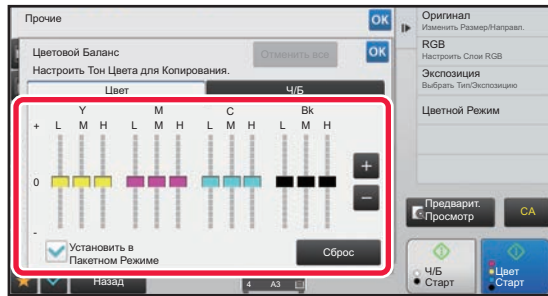 Прочие
OK
Цветовой Баланс
Отменить все
OK
Настроить Тон Цвета для Копирования.
Цвет
Ч/Б
Y M C Bk
+ L M H L M H L M H L M H
+
0
−
-
Установить в
Пакетном Режиме
Сброс
Назад
4 A3
Оригинал
Изменить Размер/Направл.
RGB
Настроить Слои RGB
Экспозиция
Выбрать Тип/Экспозицию
Цветной Режим
Предварит.
Просмотр
CA
Ч/Б
Старт
Цвет
Старт